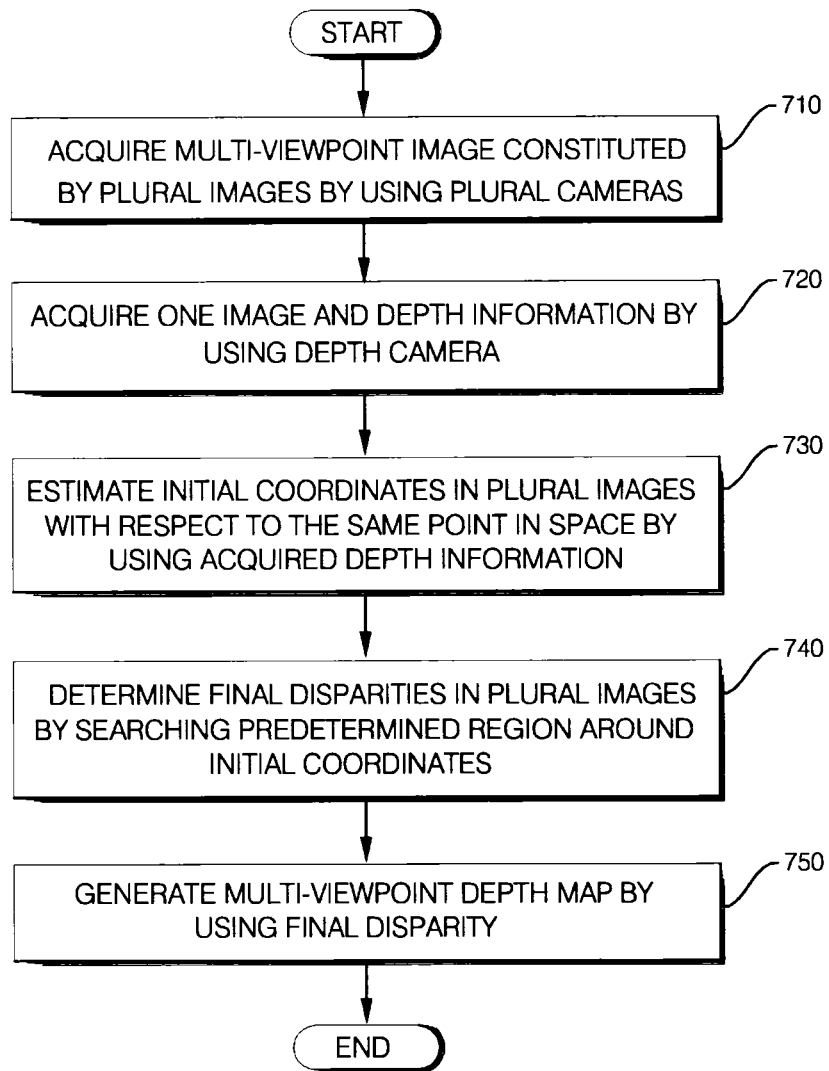 START
710
ACQUIRE MULTI-VIEWPOINT IMAGE CONSTITUTED
BY PLURAL IMAGES BY USING PLURAL CAMERAS
720
ACQUIRE ONE IMAGE AND DEPTH INFORMATION BY
USING DEPTH CAMERA
730
ESTIMATE INITIAL COORDINATES IN PLURAL IMAGES
WITH RESPECT TO THE SAME POINT IN SPACE BY
USING ACQUIRED DEPTH INFORMATION
740
DETERMINE FINAL DISPARITIES IN PLURAL IMAGES
BY SEARCHING PREDETERMINED REGION AROUND
INITIAL COORDINATES
750
GENERATE MULTI-VIEWPOINT DEPTH MAP BY
USING FINAL DISPARITY
END